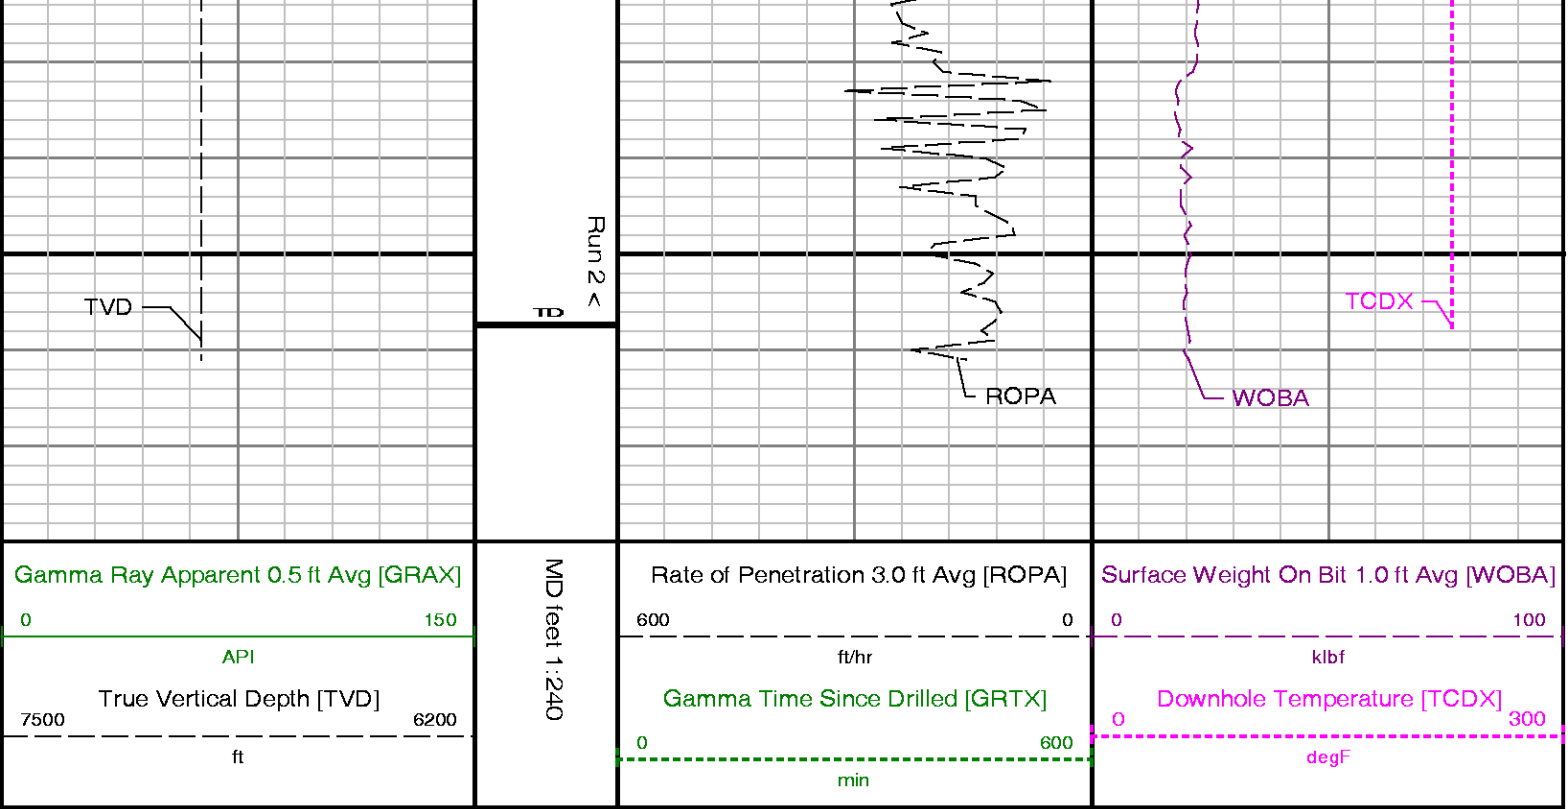 Run 2 <
TVD
TD
TCDX
ROPA
WOBA
Gamma Ray Apparent 0.5 ft Avg [GRAX]
0 150
API
True Vertical Depth [TVD]
7500 6200
ft
MD feet 1:240
Rate of Penetration 3.0 ft Avg [ROPA]
600 0
ft/hr
Gamma Time Since Drilled [GRTX]
0 600
min
Surface Weight On Bit 1.0 ft Avg [WOBA]
0 100
klbf
Downhole Temperature [TCDX]
0 300
degF